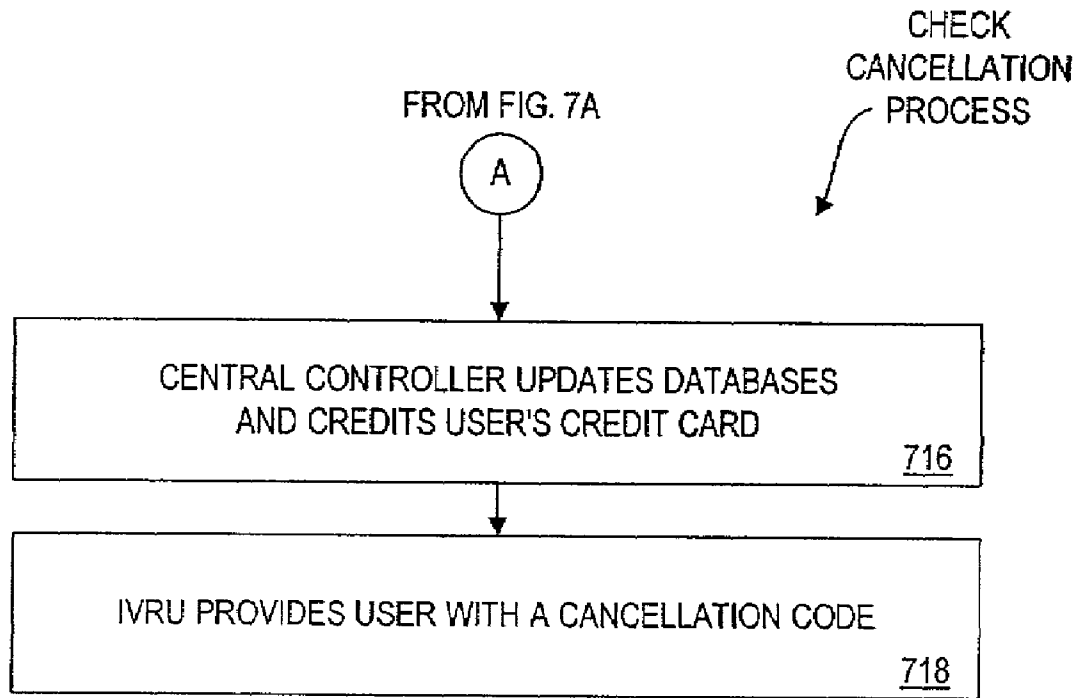 CHECK
CANCELLATION
PROCESS
FROM FIG. 7A
A
CENTRAL CONTROLLER UPDATES DATABASES
AND CREDITS USER'S CREDIT CARD
716
IVRU PROVIDES USER WITH A CANCELLATION CODE
718